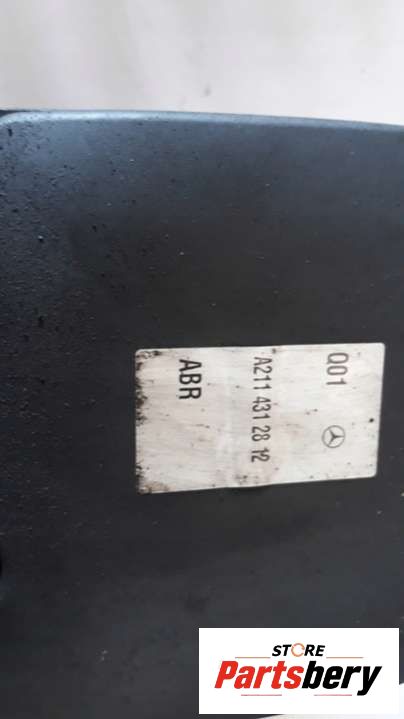 Q01
A211 431 28 12
ABR
STORE
Partsbery